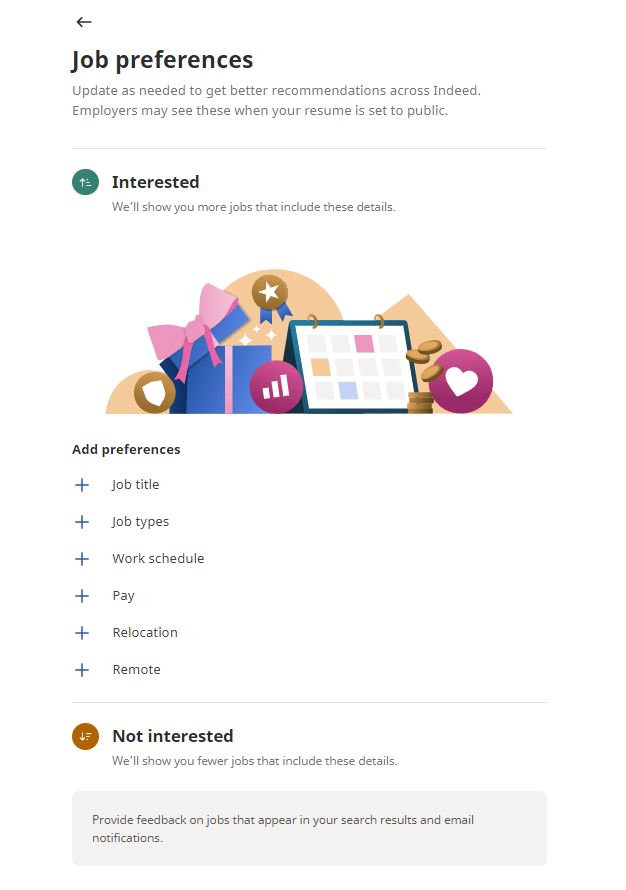 Job preferences
Update as needed to get better recommendations across Indeed.
Employers may see these when your resume is set to public.
Interested
We'll show you more jobs that include these details.
Add preferences
Job title
Job types
Work schedule
Pay
Relocation
Remote
Not interested
We'll show you fewer jobs that include these details.
Provide feedback on jobs that appear in your search results and email
notifications.